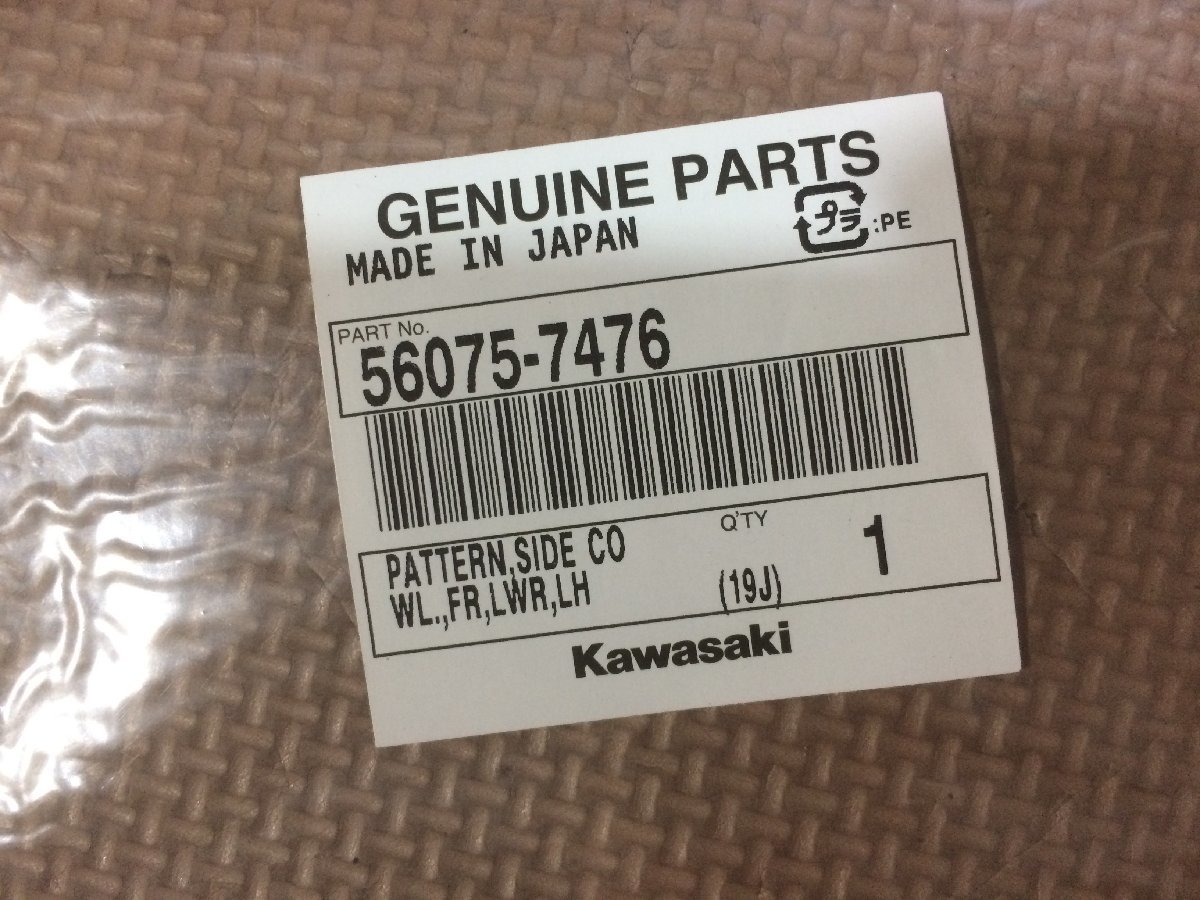 GENUINE PARTS
MADE IN JAPAN
プラ :PE
PART No.
56075-7476
PATTERN,SIDE CO
WL.,FR,LWR,LH
Q'TY
(19J)
1
Kawasaki